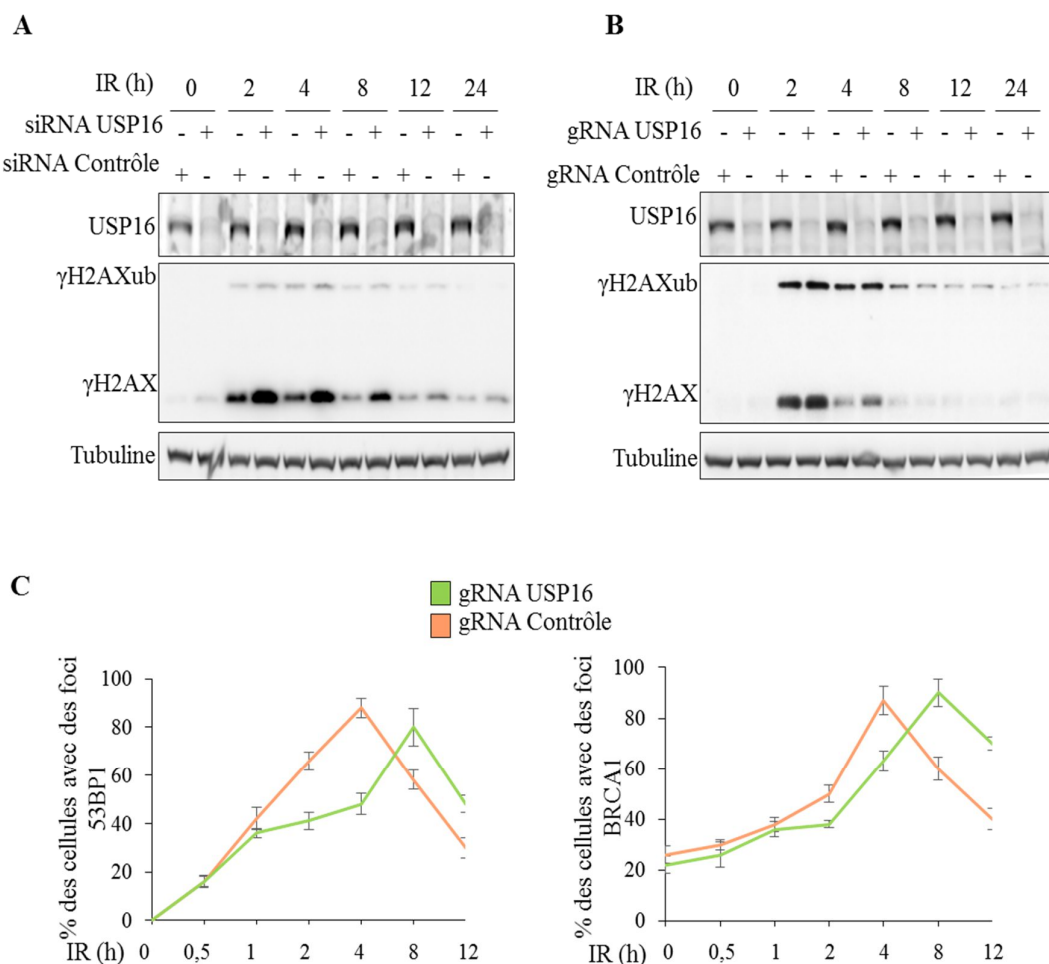 A
IR (h) 0 2 4 8 12 24
siRNA USP16 - + - + - + - + - + - +
siRNA Contrôle + - + - + - + - + - + -
USP16
γH2AXub
γH2AX
Tubuline
B
IR (h) 0 2 4 8 12 24
gRNA USP16 - + - + - + - + - + - +
gRNA Contrôle + - + - + - + - + - + -
USP16
γH2AXub
γH2AX
Tubuline
C
gRNA USP16
gRNA Contrôle
% des cellules avec des foci
53BP1
100
80
60
40
20
0
IR (h) 0 0,5 1 2 4 8 12
% des cellules avec des foci
BRCA1
100
80
60
40
20
0
IR (h) 0 0,5 1 2 4 8 12